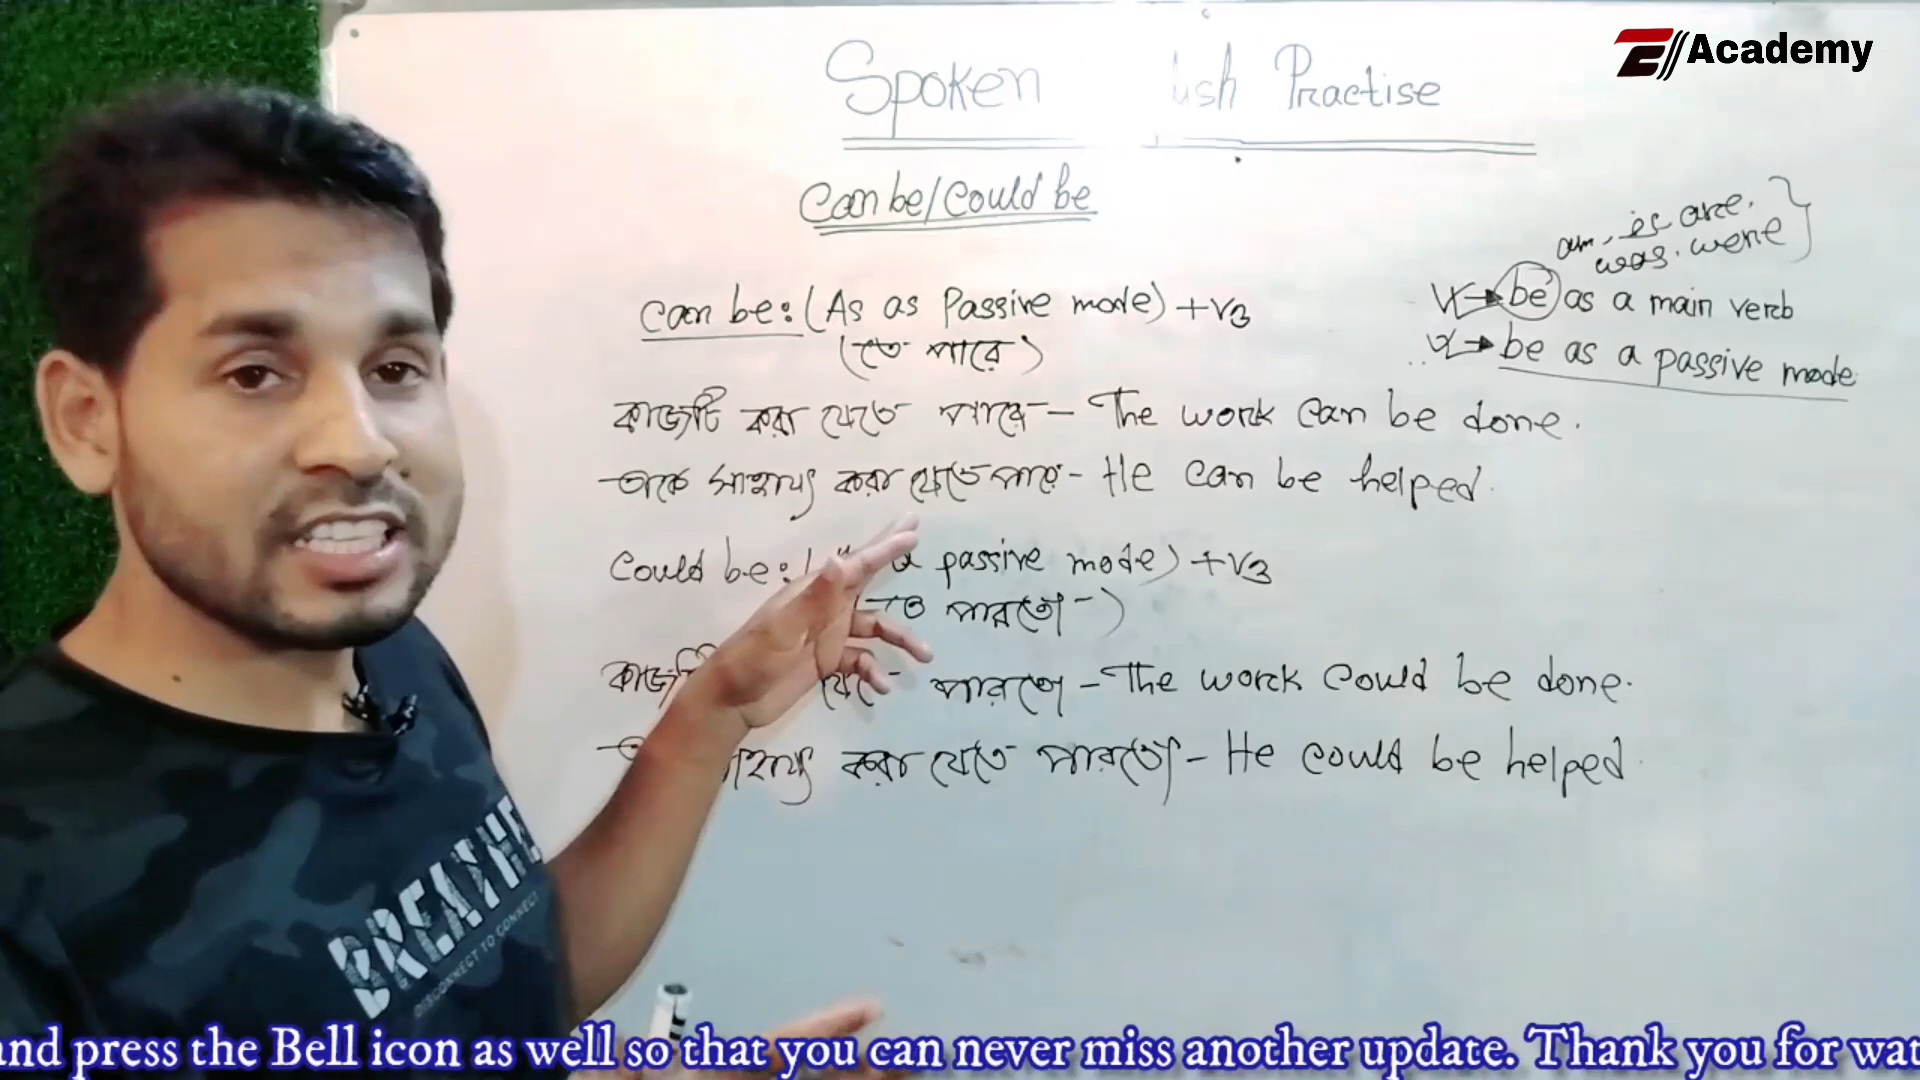 Academy
Spoken lish Practise
Can be/Could be
am, is are.
was. were
can be: (As as Passive mode) + v3
(তে পারে)
be as a main verb
be as a passive mode
কাজটি করা যেতে পারে - The work can be done.
তাকে সাহায্য করা যেতে পারে - He can be helped.
Could be: a passive mode) + v3
পারতো)
যেতে পারতো - The work could be done.
করা যেতে পারতো - He could be helped.
BREATHE
DISCONNECT TO CONNECT
and press the Bell icon as well so that you can never miss another update. Thank you for wat